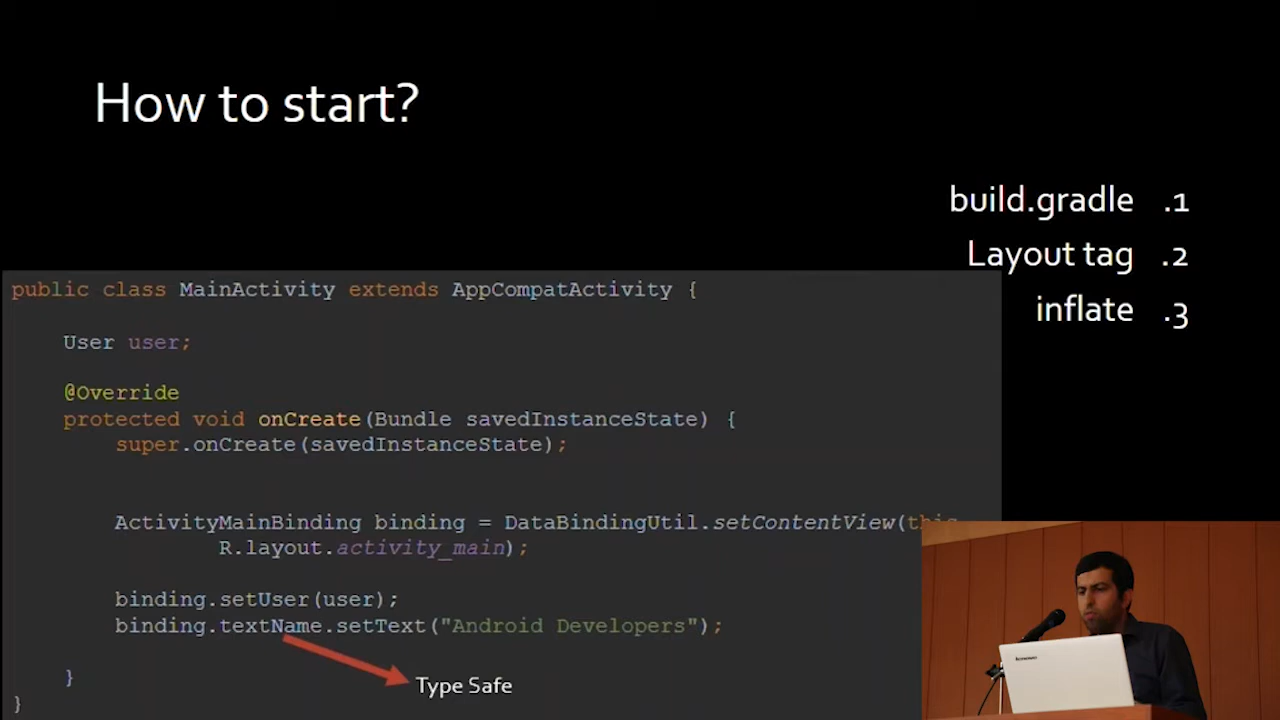 How to start?
build.gradle .1
Layout tag .2
inflate .3
public class MainActivity extends AppCompatActivity {
User user;
@Override
protected void onCreate(Bundle savedInstanceState) {
super.onCreate(savedInstanceState);
ActivityMainBinding binding = DataBindingUtil.setContentView(this
R.layout.activity_main);
binding.setUser(user);
binding.textName.setText("Android Developers");
}
}
Type Safe
lenovo